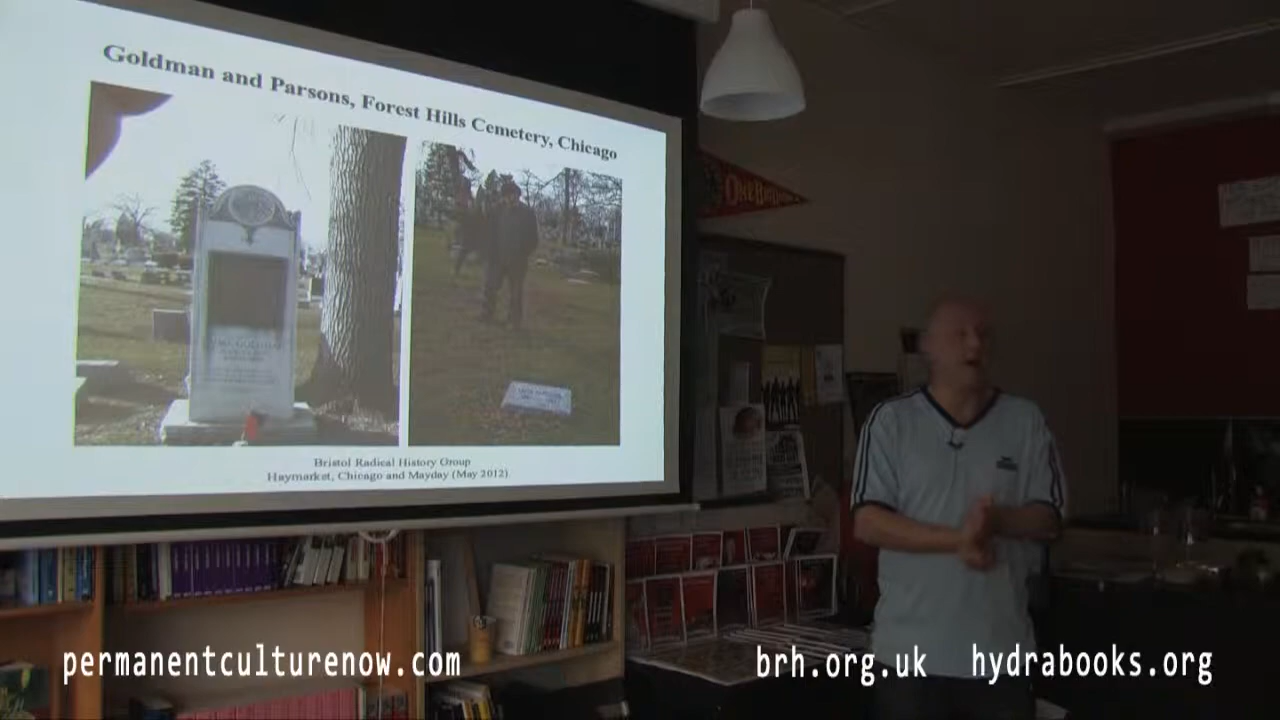 Goldman and Parsons, Forest Hills Cemetery, Chicago
Bristol Radical History Group
Haymarket, Chicago and Mayday (May 2012)
permanentculturenow.com
brh.org.uk
hydrabooks.org